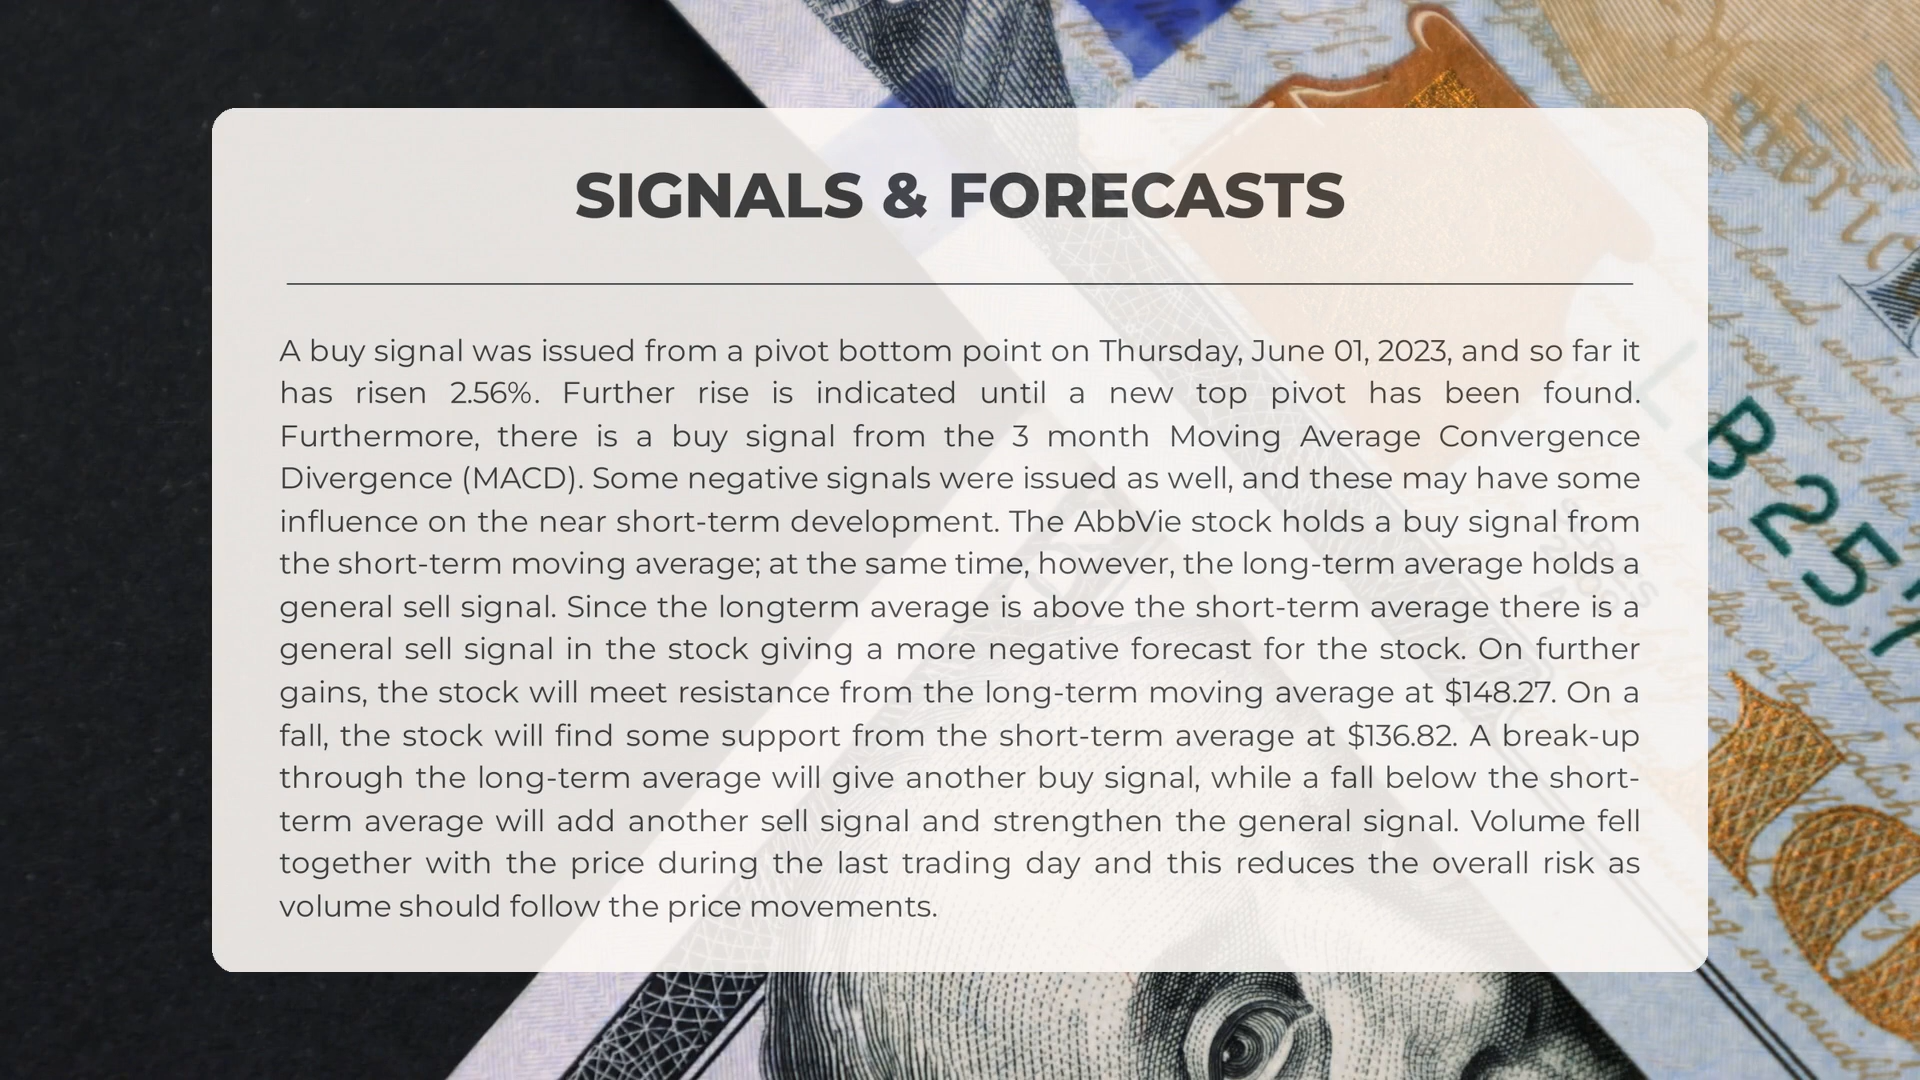 SIGNALS & FORECASTS
A buy signal was issued from a pivot bottom point on Thursday, June 01, 2023, and so far it
has risen 2.56%. Further rise is indicated until a new top pivot has been found.
Furthermore, there is a buy signal from the 3 month Moving Average Convergence
Divergence (MACD). Some negative signals were issued as well, and these may have some
influence on the near short-term development. The AbbVie stock holds a buy signal from
the short-term moving average; at the same time, however, the long-term average holds a
general sell signal. Since the longterm average is above the short-term average there is a
general sell signal in the stock giving a more negative forecast for the stock. On further
gains, the stock will meet resistance from the long-term moving average at $148.27. On a
fall, the stock will find some support from the short-term average at $136.82. A break-up
through the long-term average will give another buy signal, while a fall below the short-
term average will add another sell signal and strengthen the general signal. Volume fell
together with the price during the last trading day and this reduces the overall risk as
volume should follow the price movements.
LB257